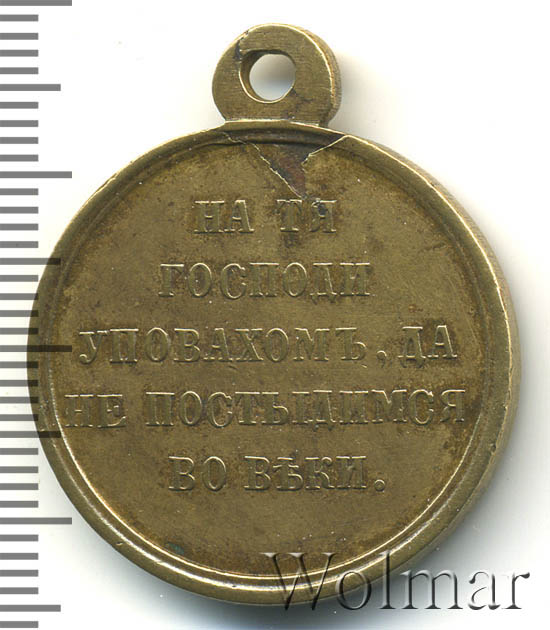 НА ТЯ
ГОСПОДИ
УПОВАХОМЪ, ДА
НЕ ПОСТЫДИМСЯ
ВО ВѢКИ.
Wolmar